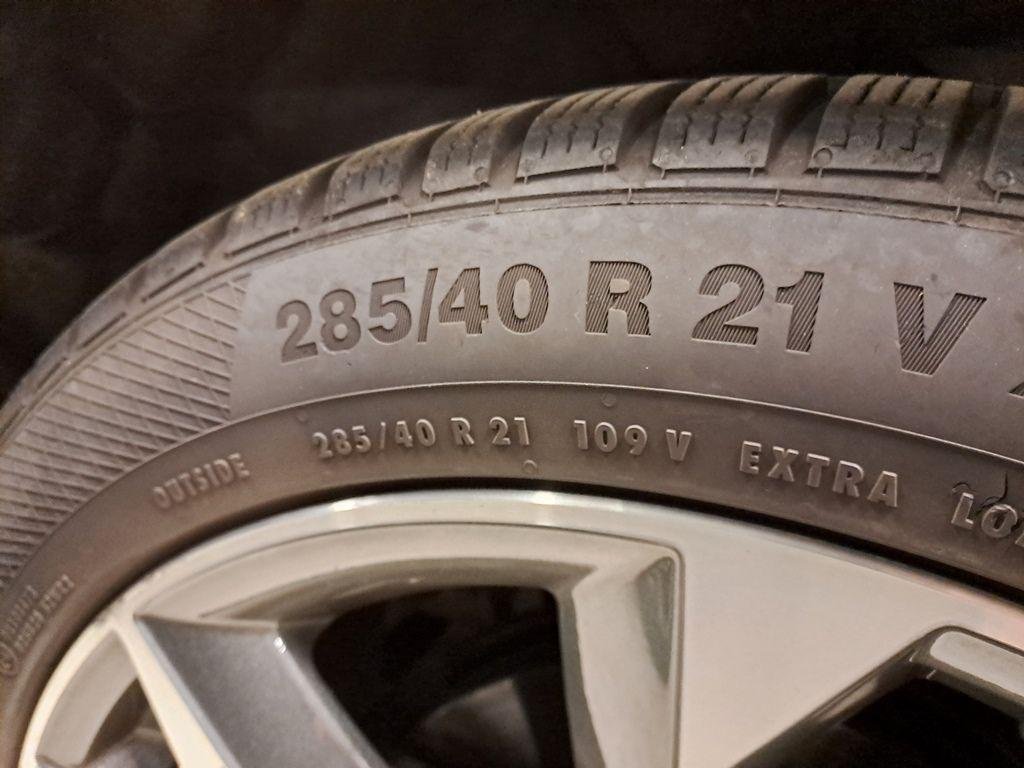 285/40 R 21 V
OUTSIDE 285/40 R 21 109 V EXTRA